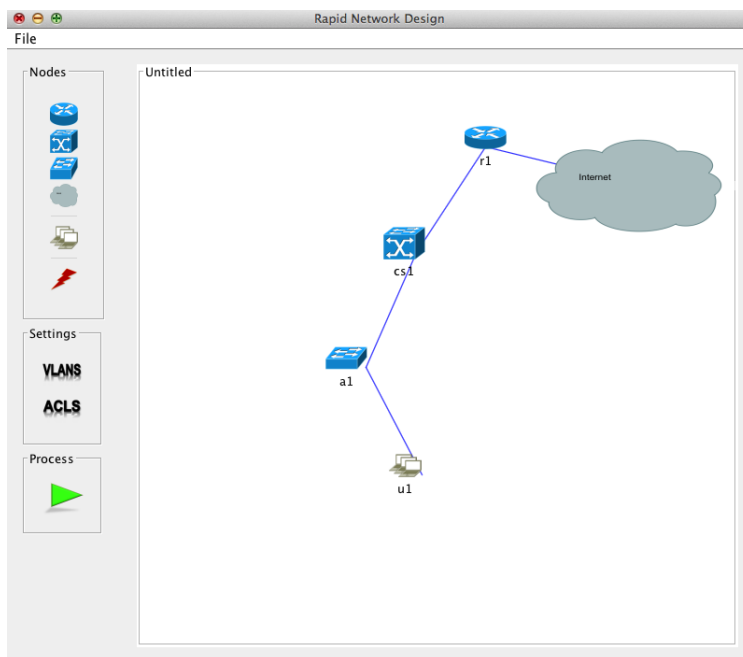 Rapid Network Design
File
Nodes
Untitled
r1
Internet
cs1
Settings
VLANS
a1
ACLS
Process
u1